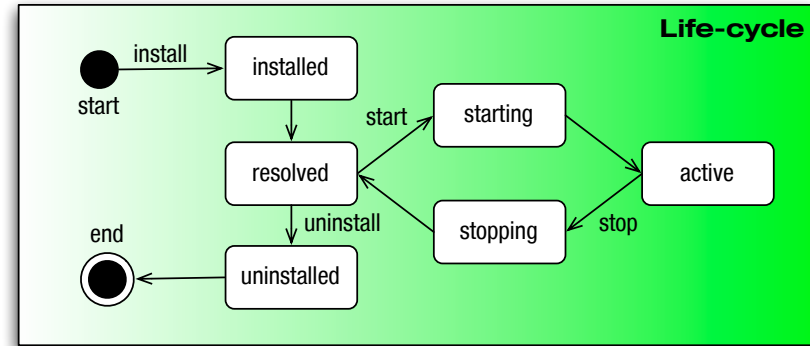 Life-cycle
install
installed
start
start
starting
resolved
active
uninstall
stopping
stop
end
uninstalled